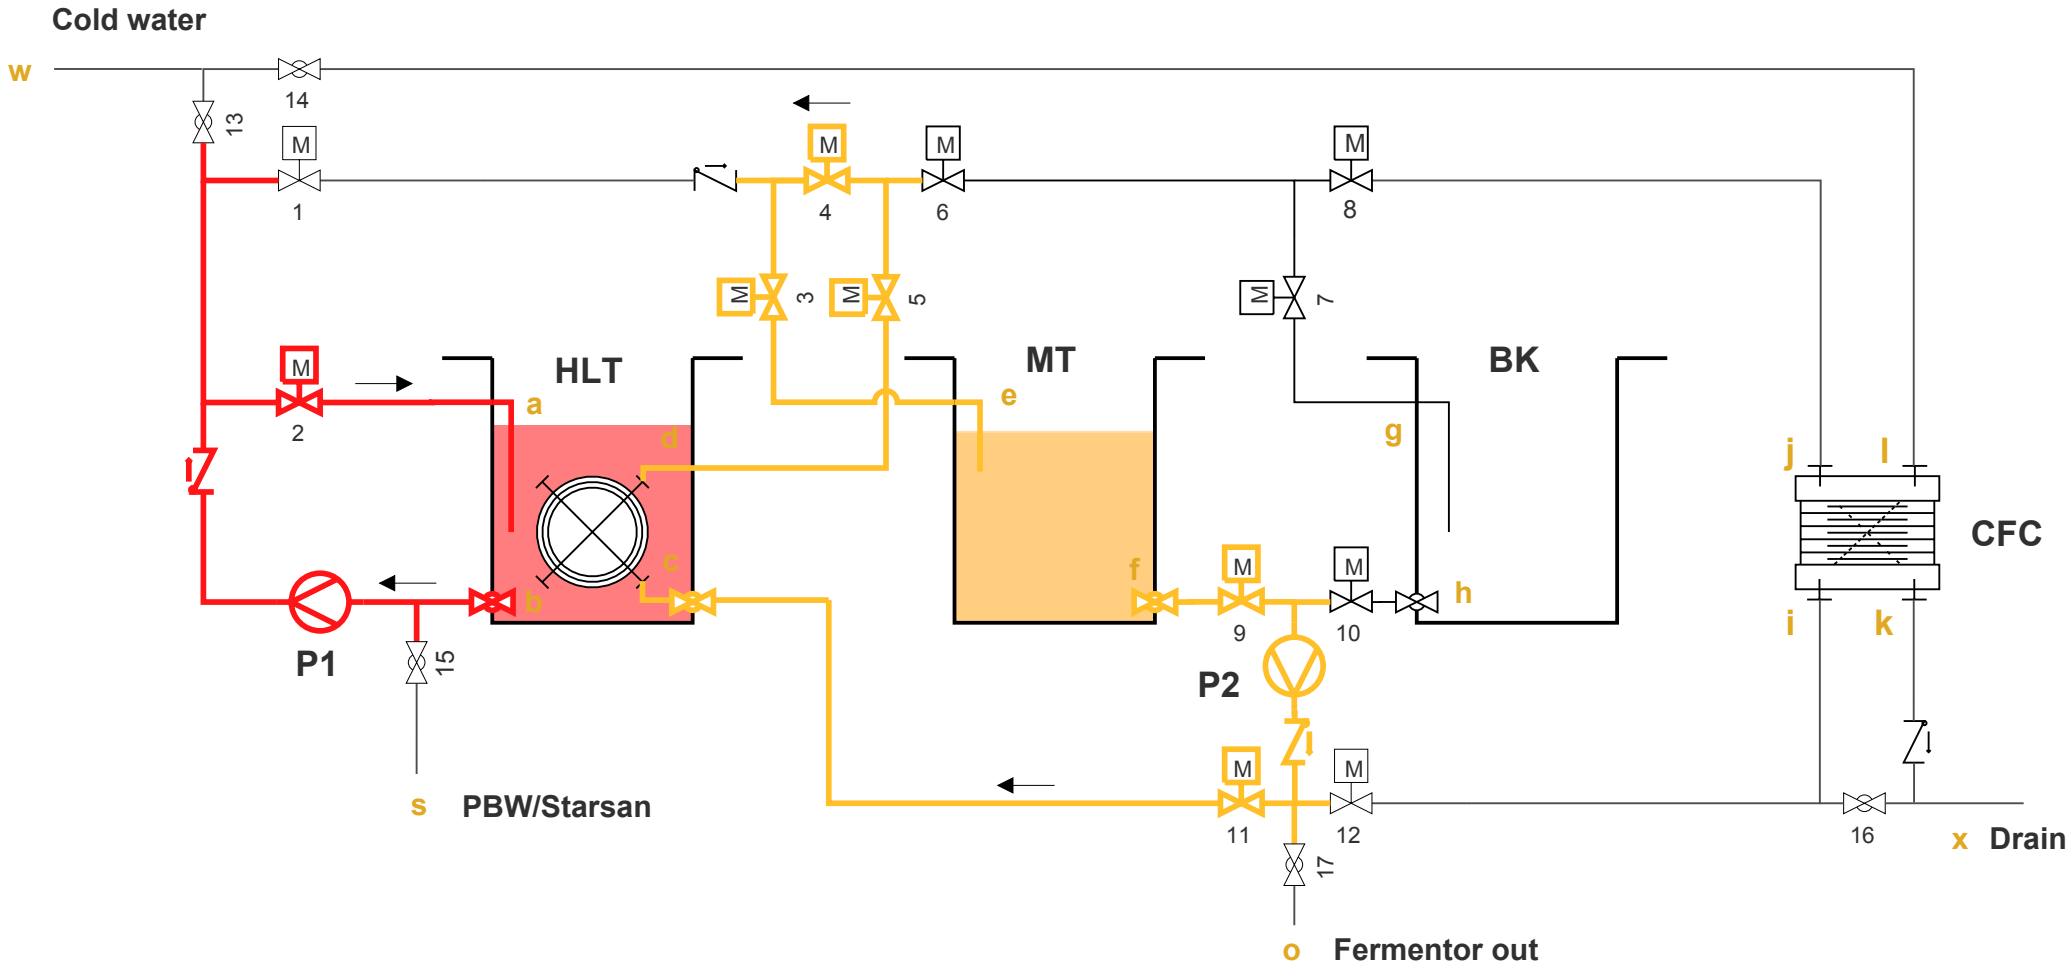 Cold water
w
14
13
M
1
M
4
M
6
M
8
M
3
M
5
M
7
M
2
HLT
MT
BK
a
d
e
g
j
l
c
b
f
h
CFC
M
9
M
10
i
k
P1
15
P2
s
PBW/Starsan
M
11
M
12
16
x
Drain
17
o
Fermentor out